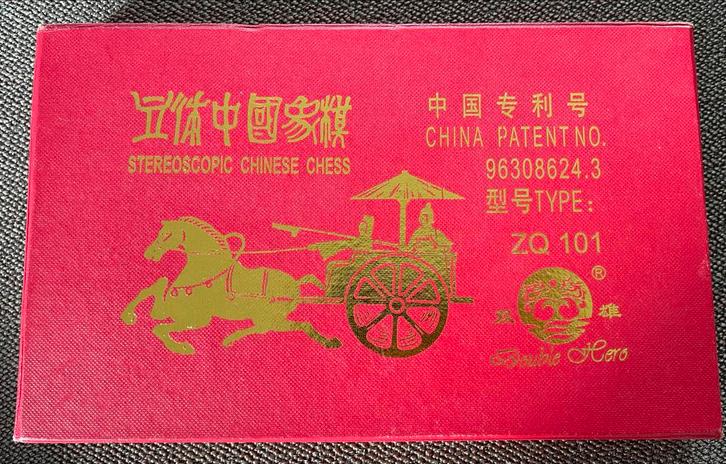 立体中國象棋
STEREOSCOPIC CHINESE CHESS
中国专利号
CHINA PATENT NO.
96308624.3
型号TYPE：
ZQ 101
®
双雄
Double Hero